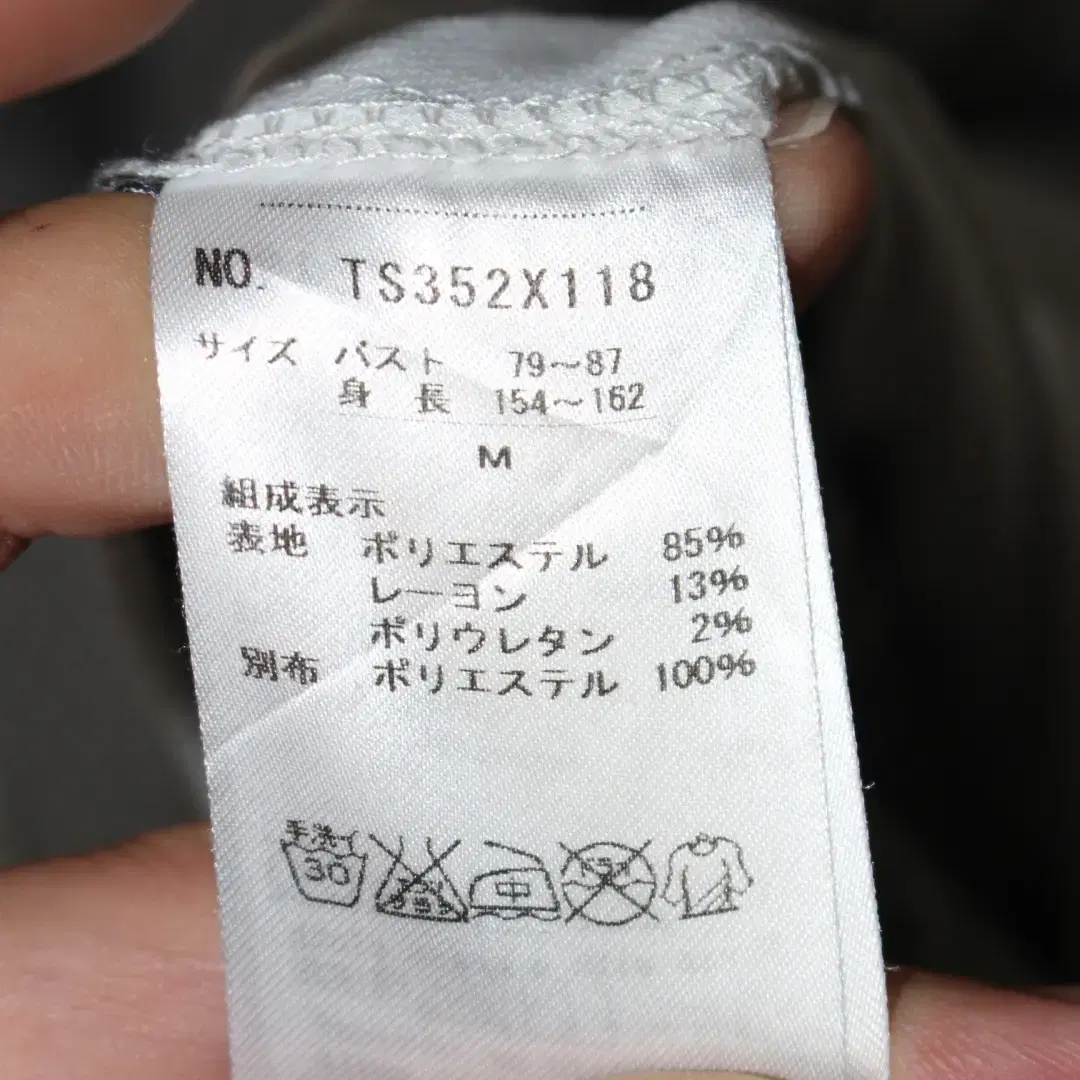 NO. TS352X118
サイズ バスト 79～87
身 長 154～162
M
組成表示
表地 ポリエステル 85%
レーヨン 13%
ポリウレタン 2%
別布 ポリエステル 100%
手洗イ
30 中